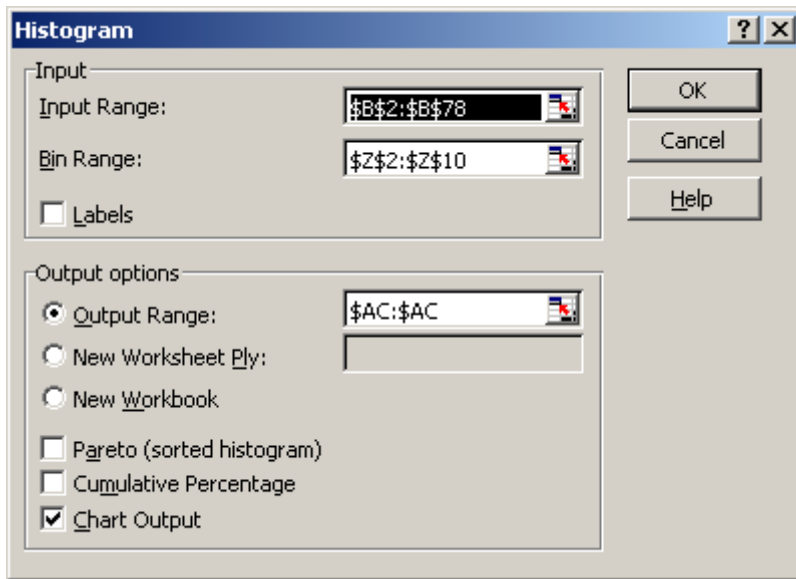 Histogram
Input
Input Range: $B$2:$B$78
Bin Range: $Z$2:$Z$10
Labels
OK
Cancel
Help
Output options
Output Range: $AC:$AC
New Worksheet Ply:
New Workbook
Pareto (sorted histogram)
Cumulative Percentage
Chart Output